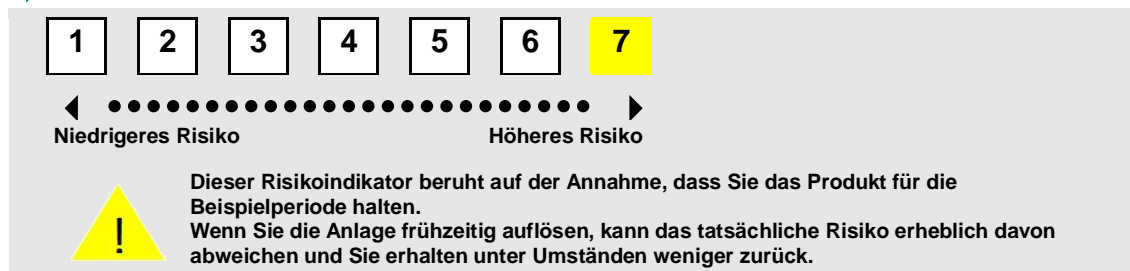 1 2 3 4 5 6 7
Niedrigeres Risiko Höheres Risiko
Dieser Risikoindikator beruht auf der Annahme, dass Sie das Produkt für die
Beispielperiode halten.
Wenn Sie die Anlage frühzeitig auflösen, kann das tatsächliche Risiko erheblich davon
abweichen und Sie erhalten unter Umständen weniger zurück.
!